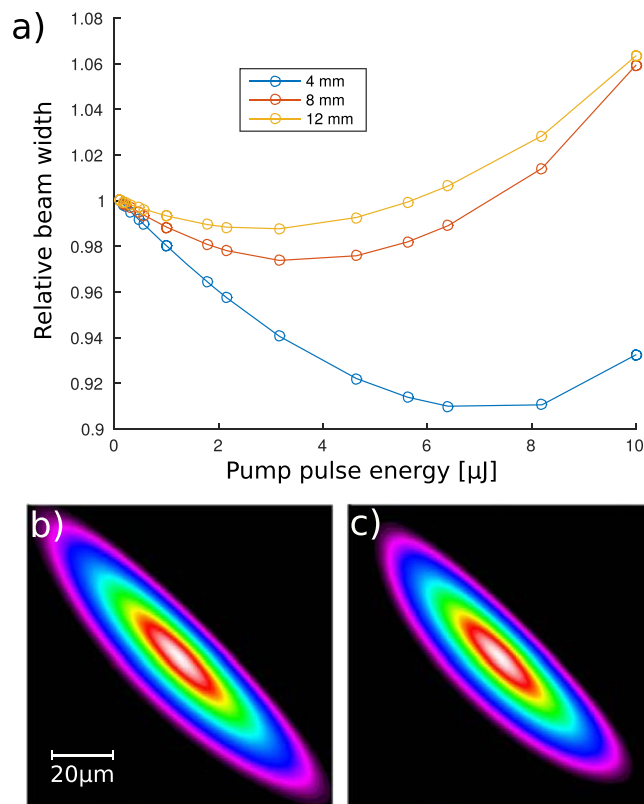 a)
1.08
1.06
1.04
1.02
1
0.98
0.96
0.94
0.92
0.9
Relative beam width
4 mm
8 mm
12 mm
0 2 4 6 8 10
Pump pulse energy [µJ]
b)
c)
20µm